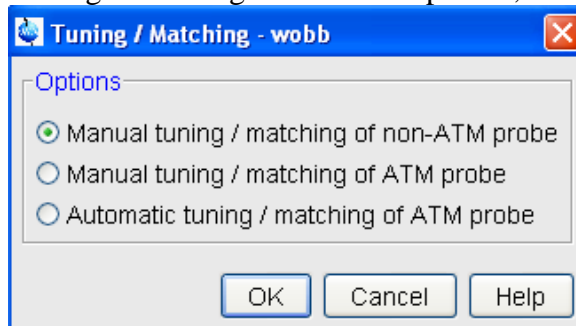 Tuning / Matching - wobb
Options
Manual tuning / matching of non-ATM probe
Manual tuning / matching of ATM probe
Automatic tuning / matching of ATM probe
OK Cancel Help